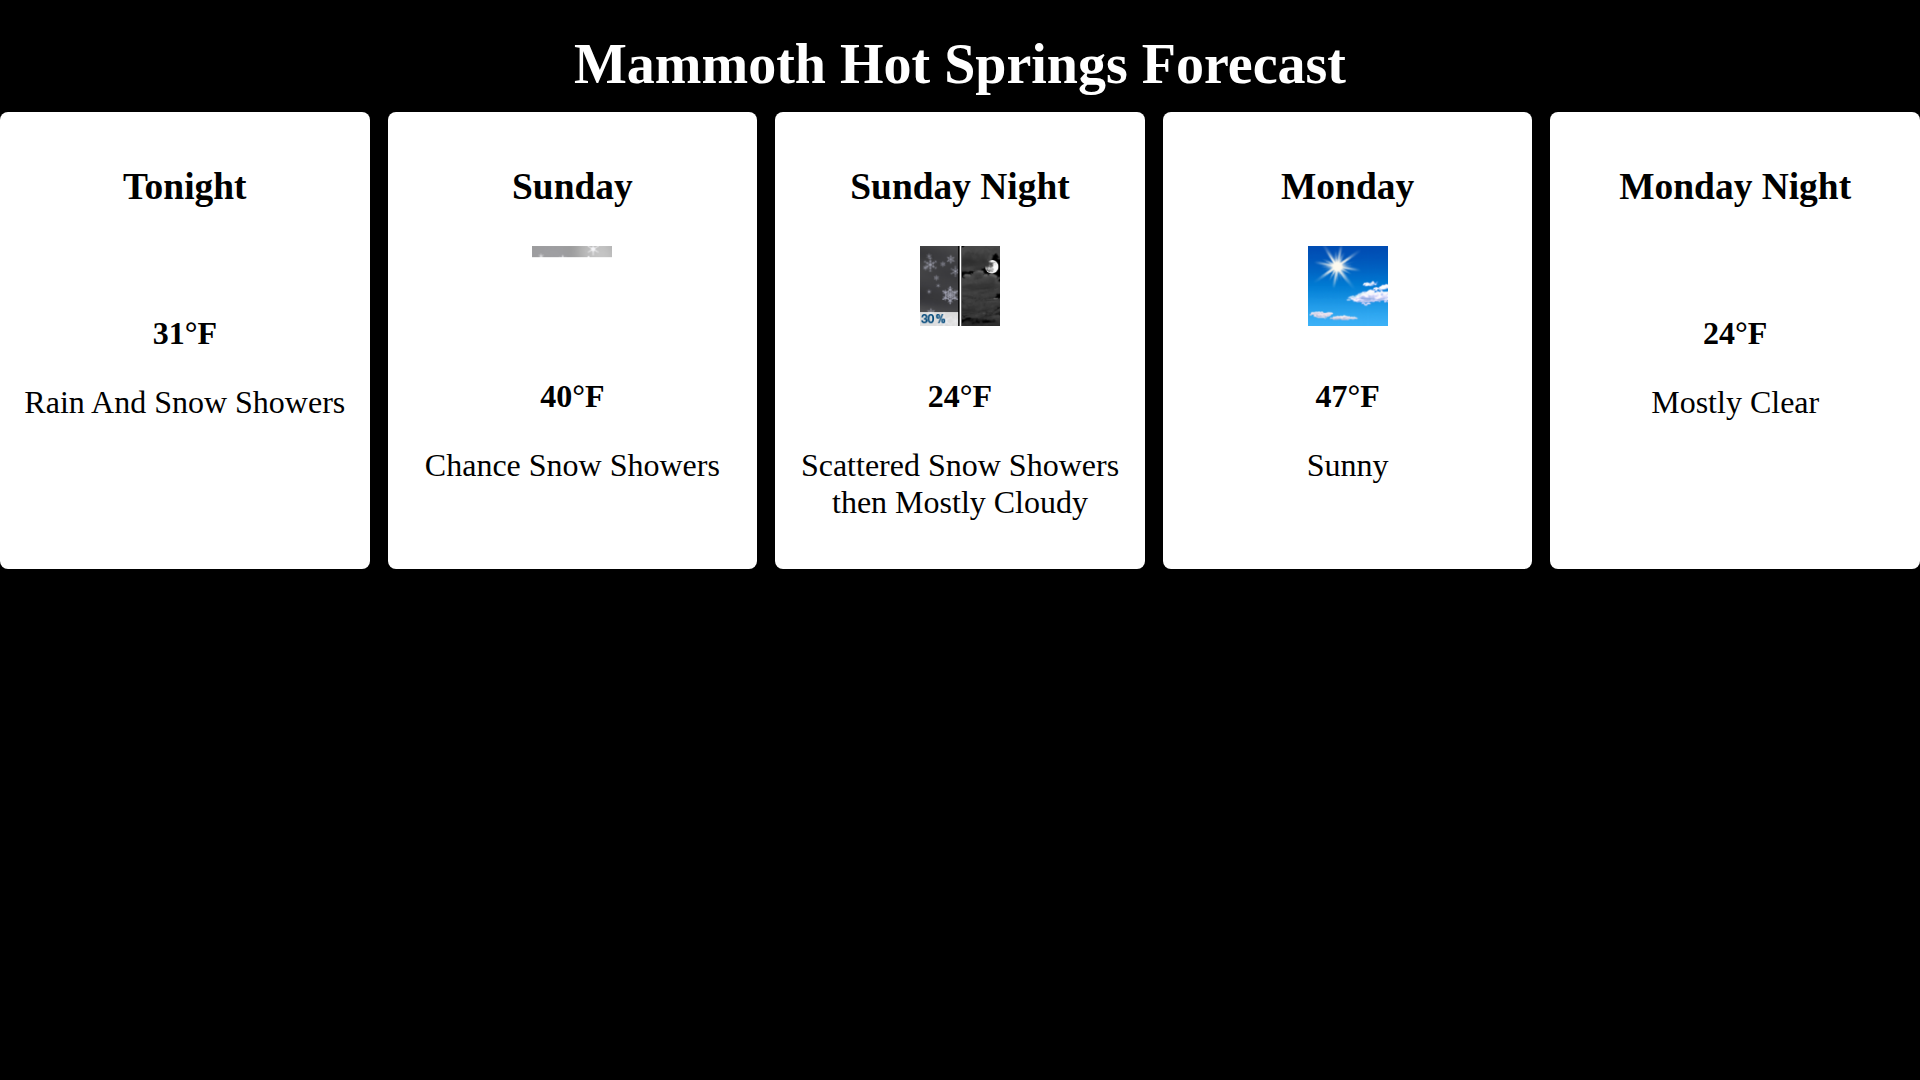 Mammoth Hot Springs Forecast
Tonight
31°F
Rain And Snow Showers
Sunday
40°F
Chance Snow Showers
Sunday Night
30%
24°F
Scattered Snow Showers
then Mostly Cloudy
Monday
47°F
Sunny
Monday Night
24°F
Mostly Clear